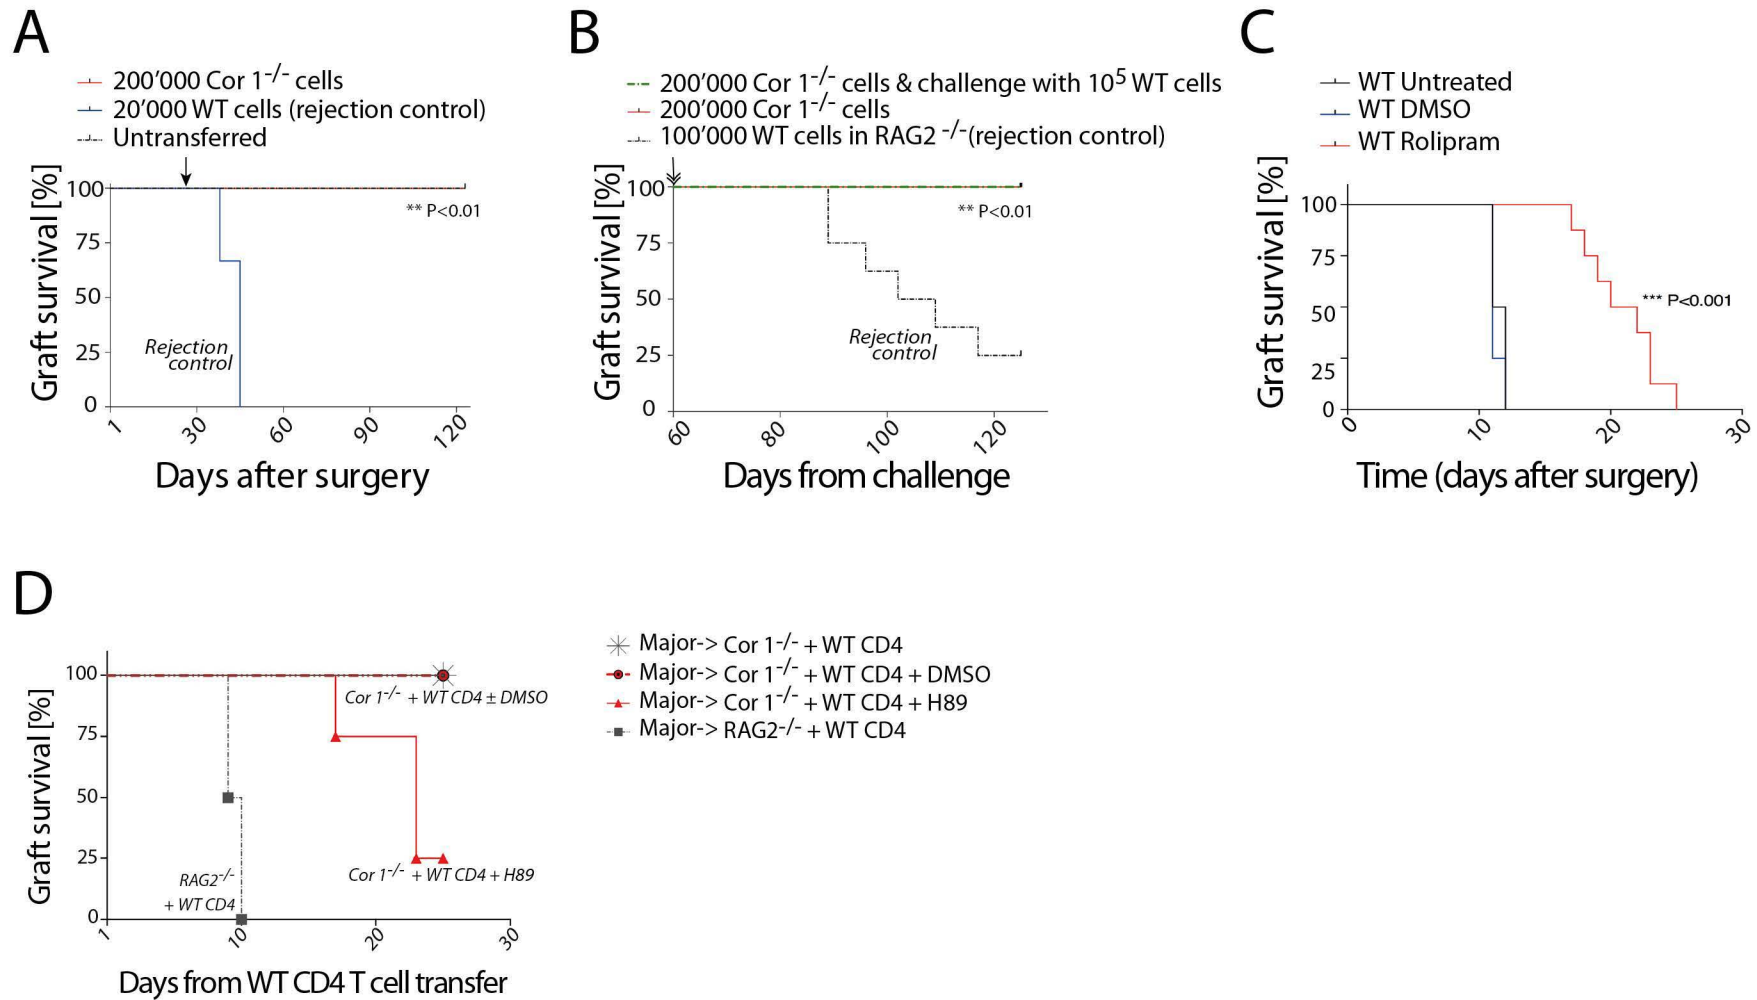 A
200’000 Cor 1-/- cells
20’000 WT cells (rejection control)
Untransferred
Graft survival [%]
100
75
50
25
0
** P<0.01
Rejection
control
1
30
60
90
120
Days after surgery
B
200’000 Cor 1-/- cells & challenge with 10^5 WT cells
200’000 Cor 1-/- cells
100’000 WT cells in RAG2 -/-(rejection control)
Graft survival [%]
100
75
50
25
0
** P<0.01
Rejection
control
60
80
100
120
Days from challenge
C
WT Untreated
WT DMSO
WT Rolipram
Graft survival [%]
100
75
50
25
0
*** P<0.001
0
10
20
30
Time (days after surgery)
D
Graft survival [%]
100
75
50
25
0
Cor 1-/- + WT CD4 ± DMSO
RAG2-/-
+ WT CD4
Cor 1-/- + WT CD4 + H89
1
10
20
30
Days from WT CD4 T cell transfer
Major-> Cor 1-/- + WT CD4
Major-> Cor 1-/- + WT CD4 + DMSO
Major-> Cor 1-/- + WT CD4 + H89
Major-> RAG2-/- + WT CD4